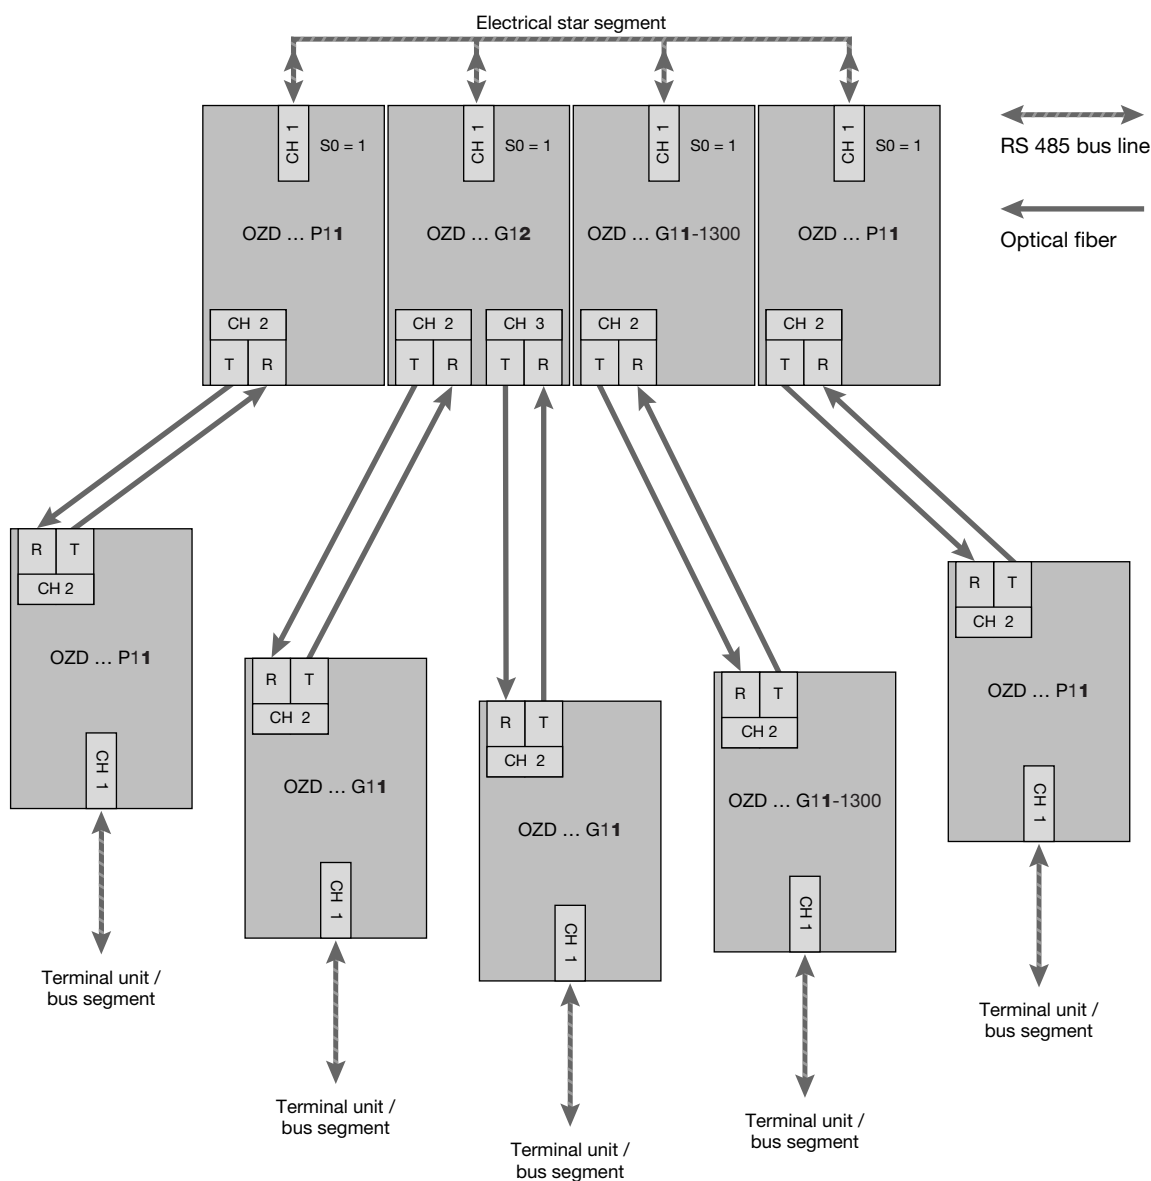 Electrical star segment
CH 1
S0 = 1
CH 1
S0 = 1
CH 1
S0 = 1
CH 1
S0 = 1
RS 485 bus line
Optical fiber
OZD ... P11
OZD ... G12
OZD ... G11-1300
OZD ... P11
CH 2
CH 2
CH 3
CH 2
CH 2
T R
T R
T R
T R
T R
R T
CH 2
OZD ... P11
CH 1
Terminal unit /
bus segment
R T
CH 2
OZD ... G11
CH 1
Terminal unit /
bus segment
R T
CH 2
OZD ... G11
CH 1
Terminal unit /
bus segment
R T
CH 2
OZD ... G11-1300
CH 1
Terminal unit /
bus segment
R T
CH 2
OZD ... P11
CH 1
Terminal unit /
bus segment